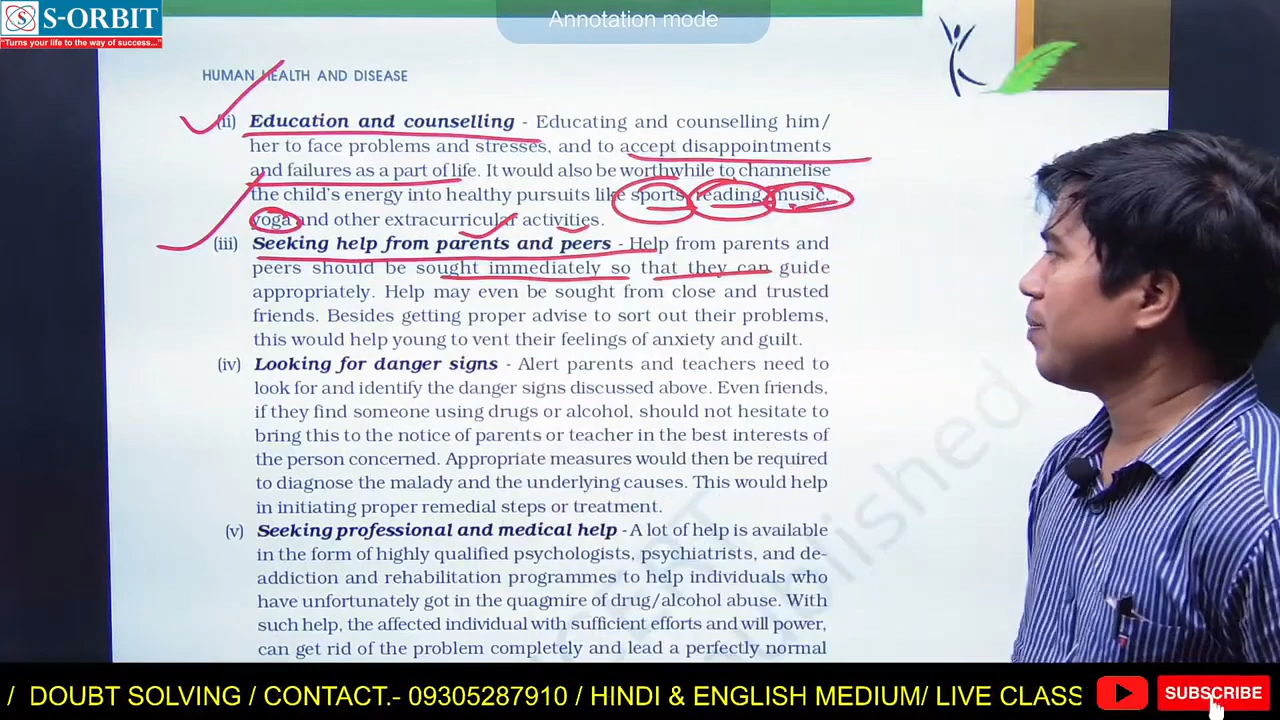 S-ORBIT
"Turns your life to the way of success..."
Annotation mode
HUMAN HEALTH AND DISEASE
(ii) Education and counselling - Educating and counselling him/
her to face problems and stresses, and to accept disappointments
and failures as a part of life. It would also be worthwhile to channelise
the child's energy into healthy pursuits like sports, reading, music,
yoga and other extracurricular activities.
(iii) Seeking help from parents and peers - Help from parents and
peers should be sought immediately so that they can guide
appropriately. Help may even be sought from close and trusted
friends. Besides getting proper advise to sort out their problems,
this would help young to vent their feelings of anxiety and guilt.
(iv) Looking for danger signs - Alert parents and teachers need to
look for and identify the danger signs discussed above. Even friends,
if they find someone using drugs or alcohol, should not hesitate to
bring this to the notice of parents or teacher in the best interests of
the person concerned. Appropriate measures would then be required
to diagnose the malady and the underlying causes. This would help
in initiating proper remedial steps or treatment.
(v) Seeking professional and medical help - A lot of help is available
in the form of highly qualified psychologists, psychiatrists, and de-
addiction and rehabilitation programmes to help individuals who
have unfortunately got in the quagmire of drug/alcohol abuse. With
such help, the affected individual with sufficient efforts and will power,
can get rid of the problem completely and lead a perfectly normal
/ DOUBT SOLVING / CONTACT.- 09305287910 / HINDI & ENGLISH MEDIUM/ LIVE CLASS
SUBSCRIBE